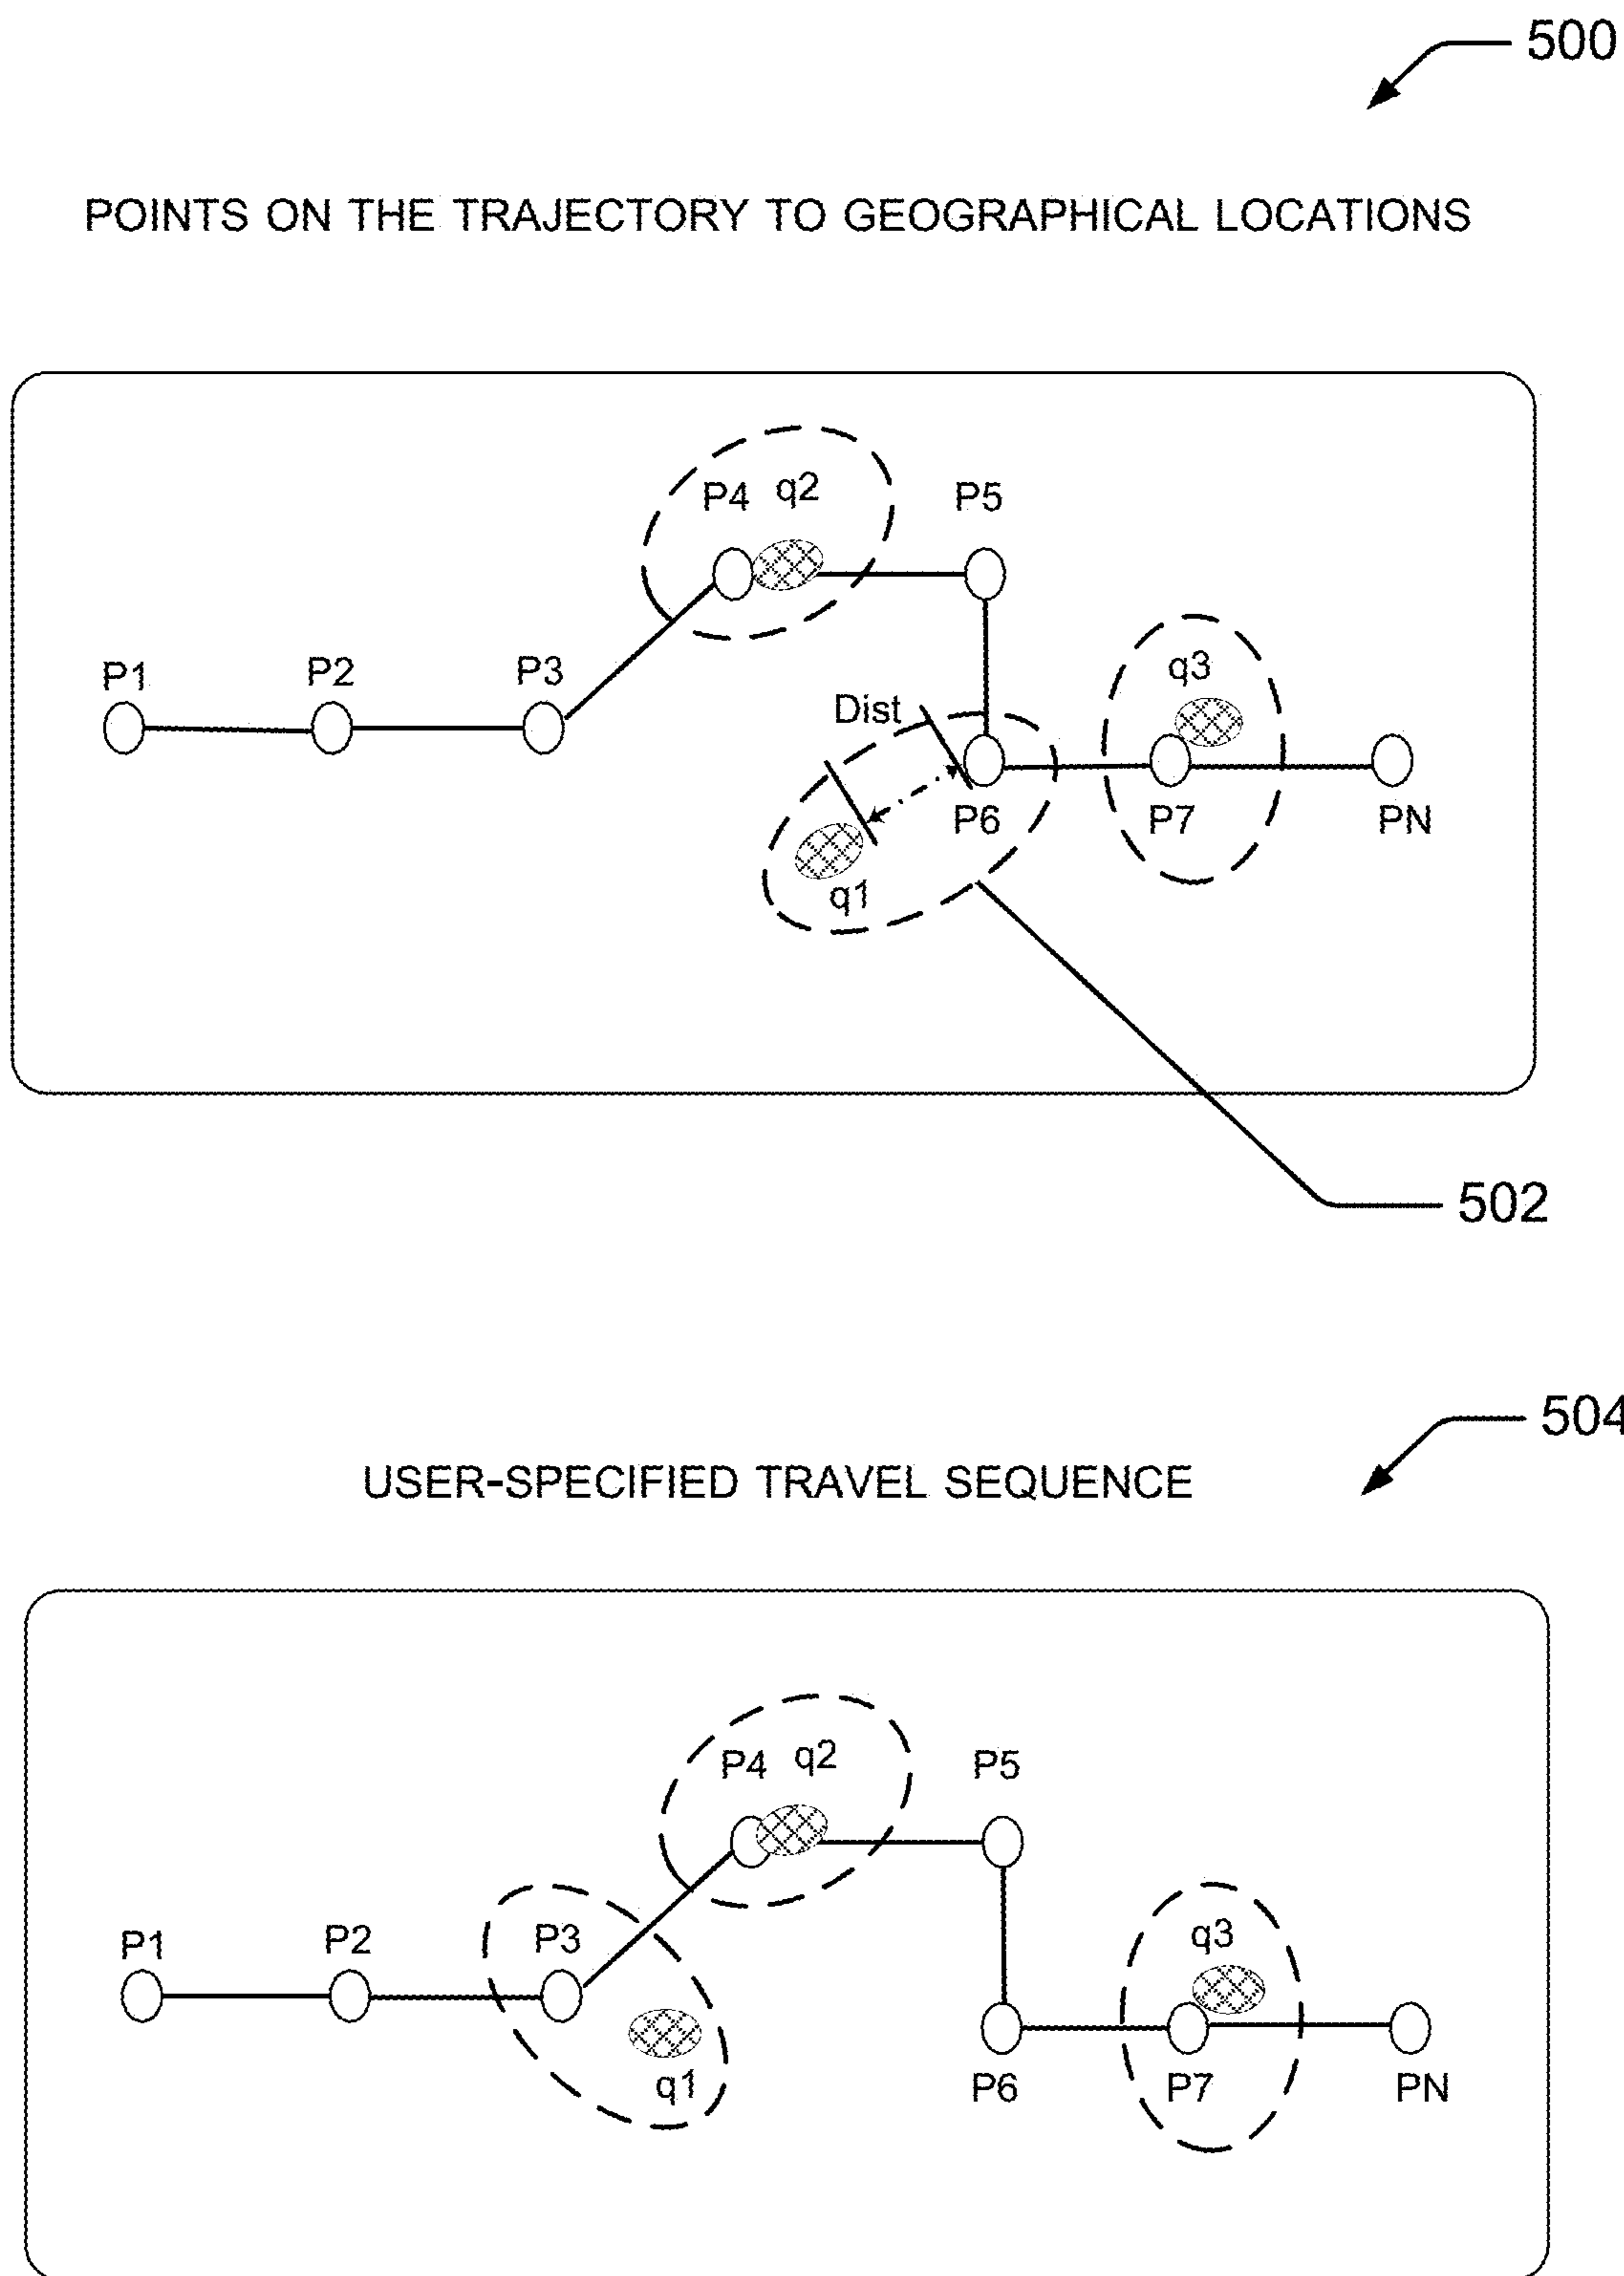 500
POINTS ON THE TRAJECTORY TO GEOGRAPHICAL LOCATIONS
P4 q2 P5
P1 P2 P3 q3
Dist
P6 P7 PN
q1
502
504
USER-SPECIFIED TRAVEL SEQUENCE
P4 q2 P5
P1 P2 P3 q3
q1 P6 P7 PN